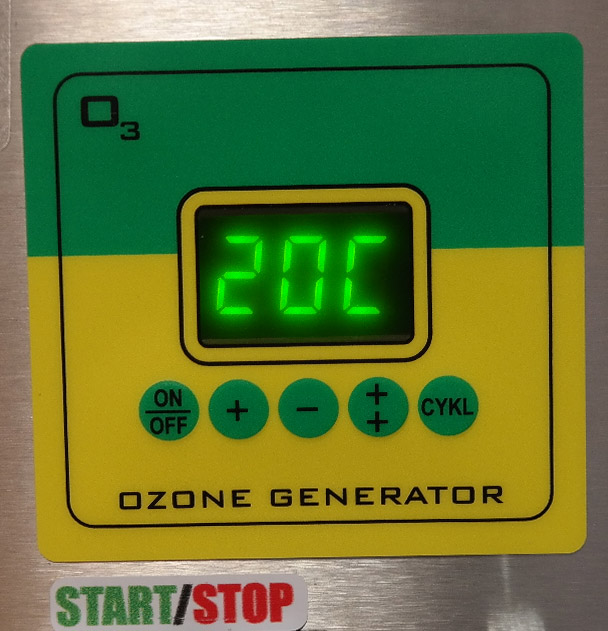 O3
20C
ON
OFF
+
-
+
+
CYKL
OZONE GENERATOR
START/STOP